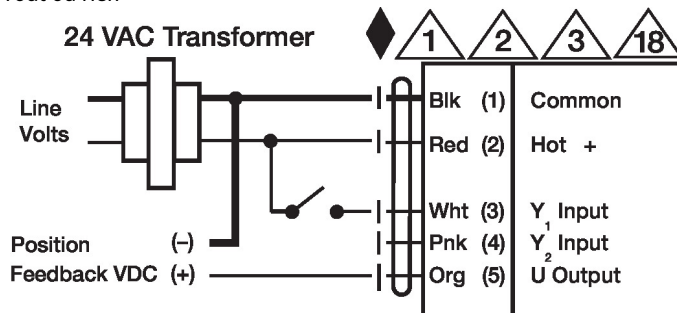 24 VAC Transformer
1 2 3 18
Line
Volts
Blk (1) Common
Red (2) Hot +
Wht (3) Y1 Input
Position (–) Pnk (4) Y2 Input
Feedback VDC (+) Org (5) U Output